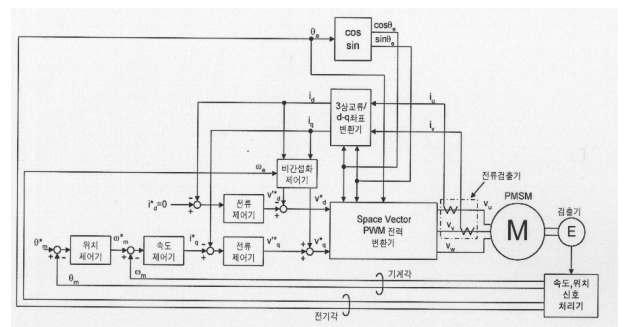 θe
cos
sin
cosθe
sinθe
id
iq
3상교류/
d-q좌표
변환기
iu
iv
ωe
비간섭화
제어기
전류검출기
i*d=0
전류
제어기
v'*d
v*d
Space Vector
PWM 전력
변환기
vu
vv
vw
PMSM
M
검출기
E
θ*m
위치
제어기
ω*m
속도
제어기
i*q
전류
제어기
v'*q
v*q
θm
ωm
기계각
전기각
속도,위치
신호
처리기